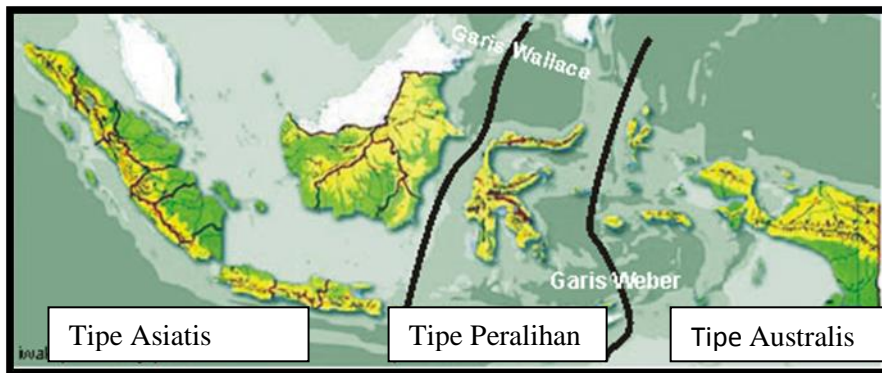 Garis Wallace
Garis Weber
Tipe Asiatis
Tipe Peralihan
Tipe Australis